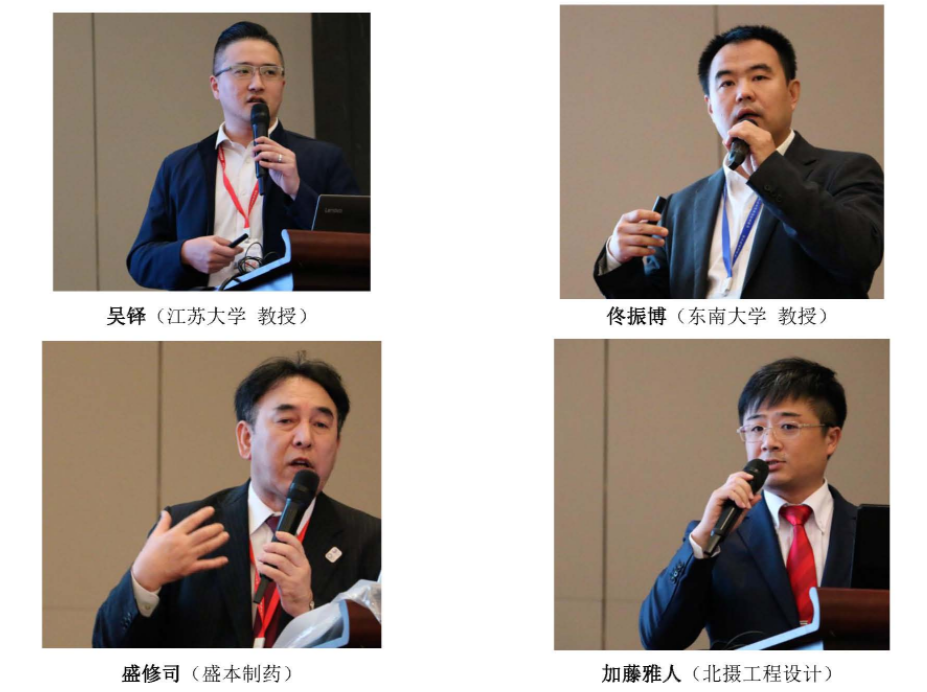 Lenovo
吴铎（江苏大学 教授）
佟振博（东南大学 教授）
盛修司（盛本制药）
加藤雅人（北摄工程设计）